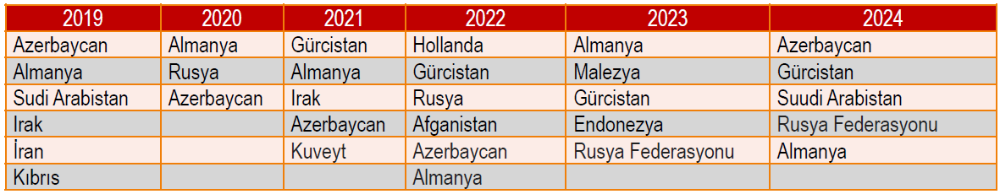 2019 2020 2021 2022 2023 2024
Azerbaycan Almanya Gürcistan Hollanda Almanya Azerbaycan
Almanya Rusya Almanya Gürcistan Malezya Gürcistan
Sudi Arabistan Azerbaycan Irak Rusya Gürcistan Suudi Arabistan
Irak Azerbaycan Afganistan Endonezya Rusya Federasyonu
İran Kuveyt Azerbaycan Rusya Federasyonu Almanya
Kıbrıs Almanya